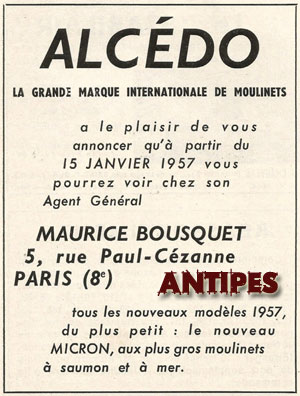 ALCÉDO
LA GRANDE MARQUE INTERNATIONALE DE MOULINETS
a le plaisir de vous
annoncer qu'à partir du
15 JANVIER 1957 vous
pourrez voir chez son
Agent Général
MAURICE BOUSQUET
5, rue Paul-Cézanne
PARIS (8e)
ANTIPES
tous les nouveaux modèles 1957,
du plus petit : le nouveau
MICRON, aux plus gros moulinets
à saumon et à mer.